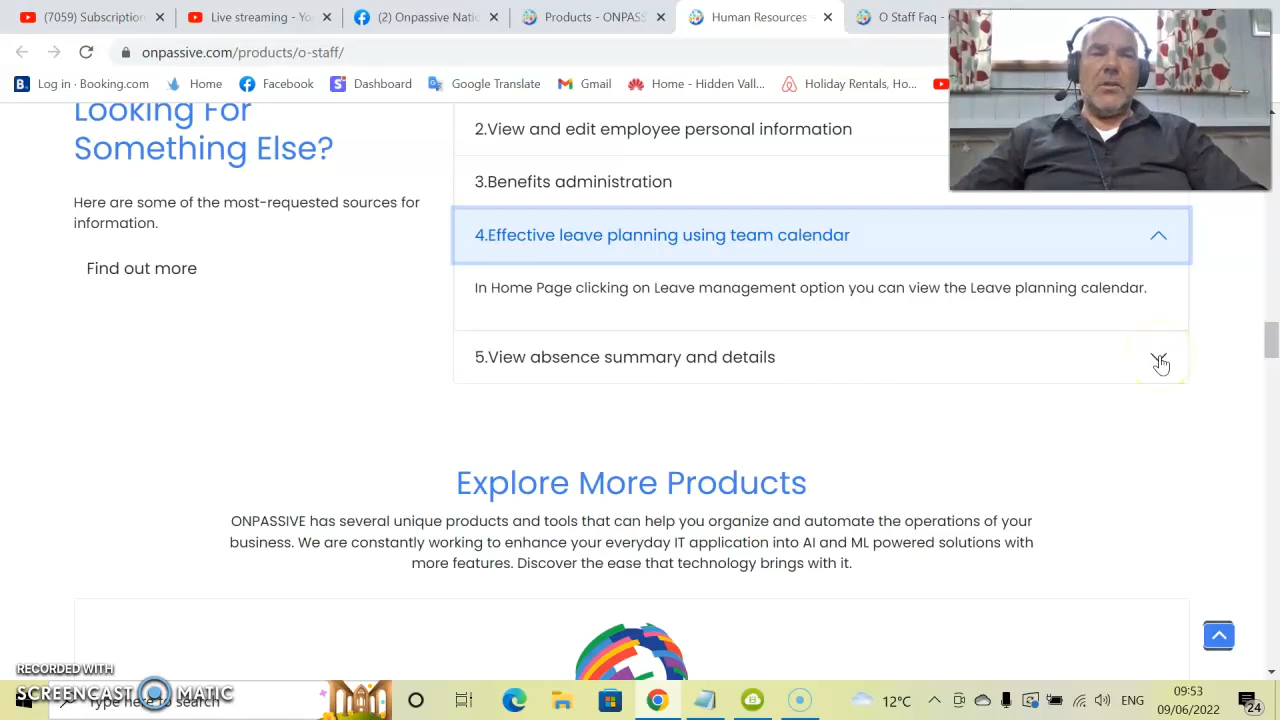 (7059) Subscription
Live streaming - Yo
(2) Onpassive Nati
Products - ONPASS
Human Resources
O Staff Faq -
onpassive.com/products/o-staff/
Log in · Booking.com
Home
Facebook
Dashboard
Google Translate
Gmail
Home - Hidden Vall...
Holiday Rentals, Ho...
Looking For
Something Else?
Here are some of the most-requested sources for
information.
Find out more
2.View and edit employee personal information
3.Benefits administration
4.Effective leave planning using team calendar
In Home Page clicking on Leave management option you can view the Leave planning calendar.
5.View absence summary and details
Explore More Products
ONPASSIVE has several unique products and tools that can help you organize and automate the operations of your
business. We are constantly working to enhance your everyday IT application into AI and ML powered solutions with
more features. Discover the ease that technology brings with it.
RECORDED WITH
SCREENCAST MATIC
Type here to search
12°C
ENG
09:53
09/06/2022
24